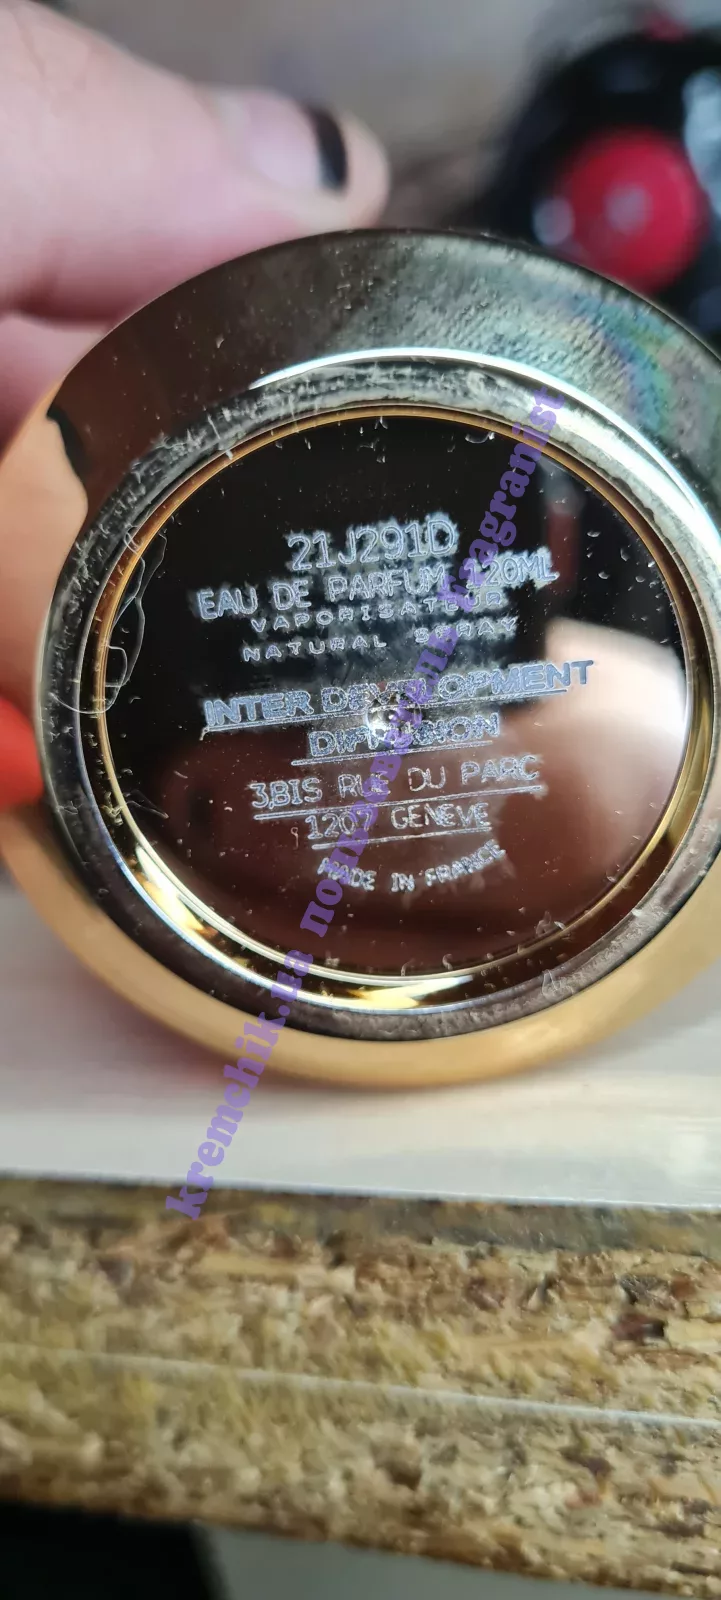 21J291D
EAU DE PARFUM 120ML
VAPORISATEUR
NATURAL SPRAY
INTER DEVELOPMENT
DIFFUSION
3,BIS RUE DU PARC
1207 GENEVE
MADE IN FRANCE
kremchik.ua fragranist